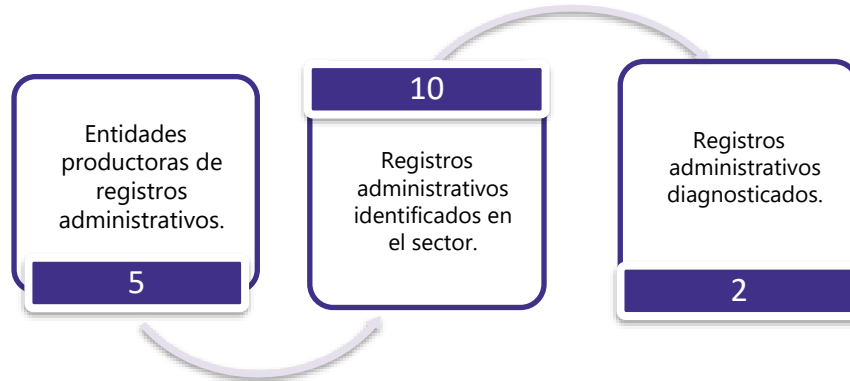 Entidades
productoras de
registros
administrativos.
5
10
Registros
administrativos
identificados en
el sector.
Registros
administrativos
diagnosticados.
2